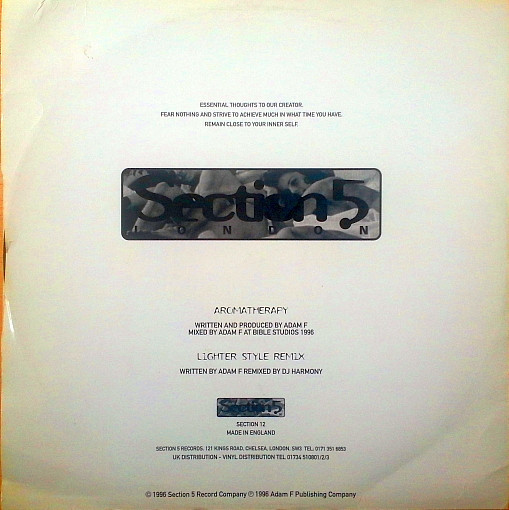 ESSENTIAL THOUGHTS TO OUR CREATOR.
FEAR NOTHING AND STRIVE TO ACHIEVE MUCH IN WHAT TIME YOU HAVE.
REMAIN CLOSE TO YOUR INNER SELF.
Section 5
LONDON
AROMATHERAPY
WRITTEN AND PRODUCED BY ADAM F
MIXED BY ADAM F AT BIBLE STUDIOS 1996
LIGHTER STYLE REMIX
WRITTEN BY ADAM F REMIXED BY DJ HARMONY
Section 5
SECTION 12
MADE IN ENGLAND
SECTION 5 RECORDS, 121 KINGS ROAD, CHELSEA, LONDON, SW3. TEL. 0171 351 6853
UK DISTRIBUTION - VINYL DISTRIBUTION TEL 01734 510801/2/3
© 1996 Section 5 Record Company ℗ 1996 Adam F Publishing Company